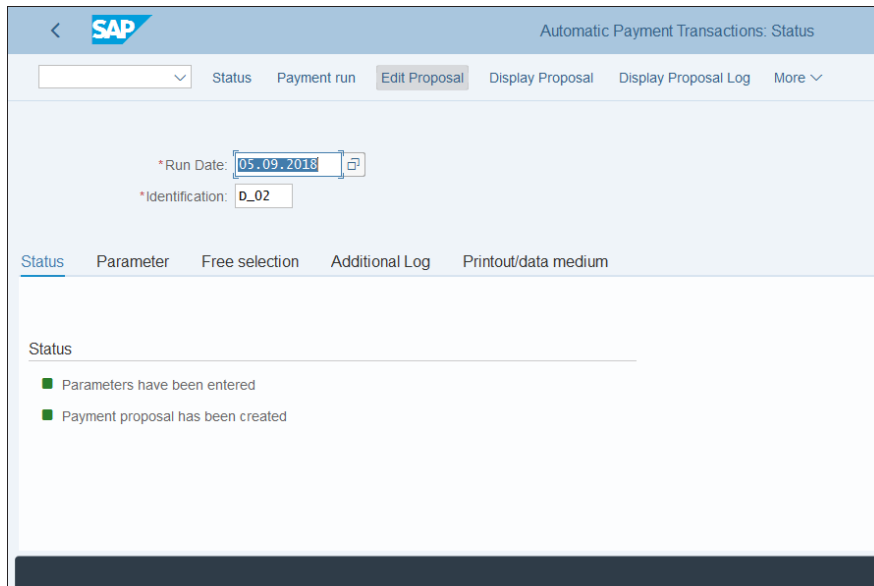 SAP Automatic Payment Transactions: Status
Status Payment run Edit Proposal Display Proposal Display Proposal Log More
*Run Date: 05.09.2018
*Identification: D_02
Status Parameter Free selection Additional Log Printout/data medium
Status
Parameters have been entered
Payment proposal has been created